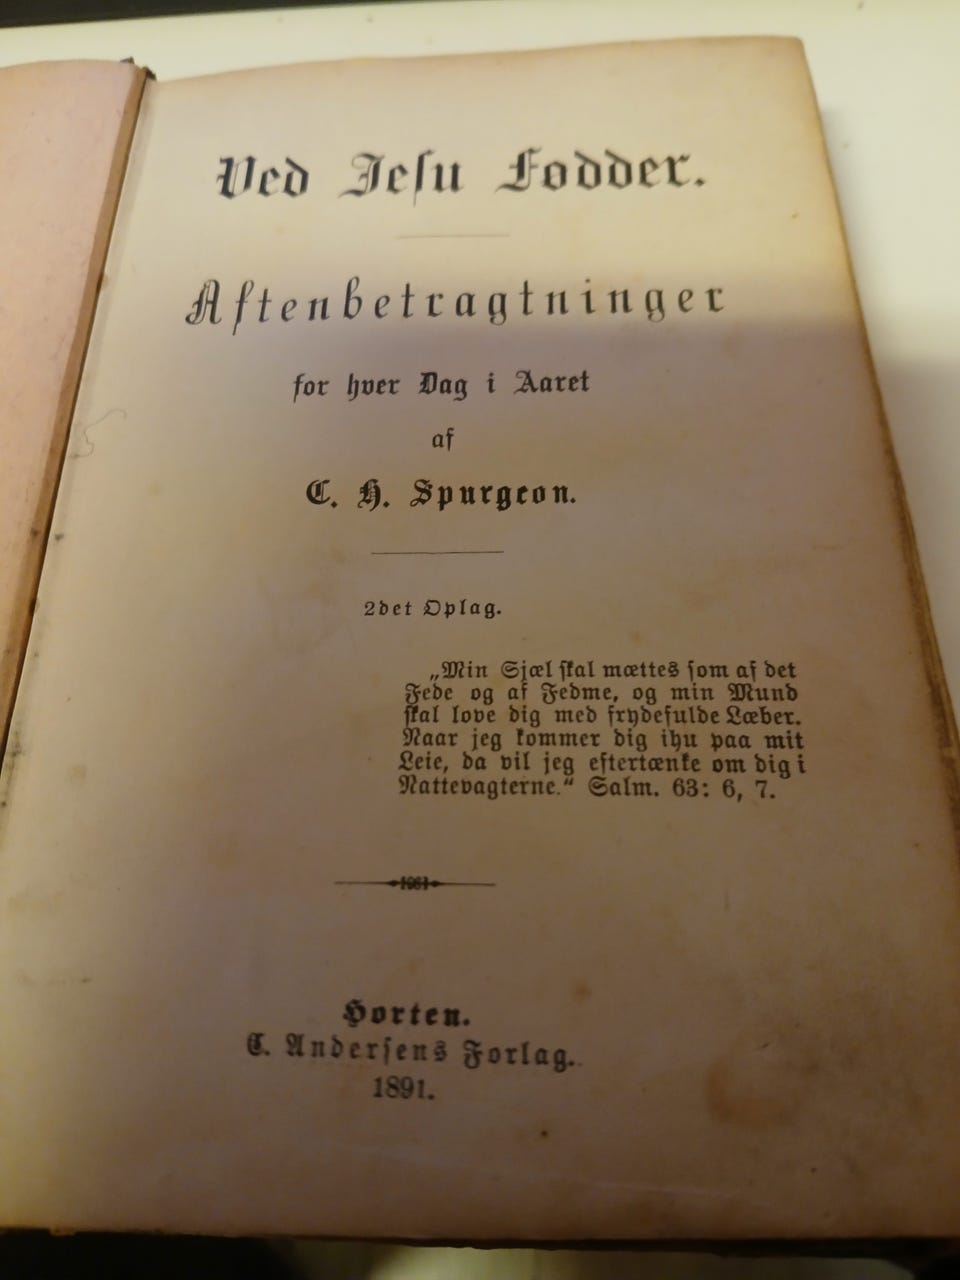 Ved Jesu Fødder.
Aftenbetragtninger
for hver Dag i Aaret
af
C. H. Spurgeon.
2det Oplag.
„Min Sjæl skal mættes som af det
Fede og af Fedme, og min Mund
skal love dig med frydefulde Læber.
Naar jeg kommer dig ihu paa mit
Leie, da vil jeg eftertænke om dig i
Nattevagterne.“ Salm. 63: 6, 7.
Horten.
C. Andersens Forlag.
1891.